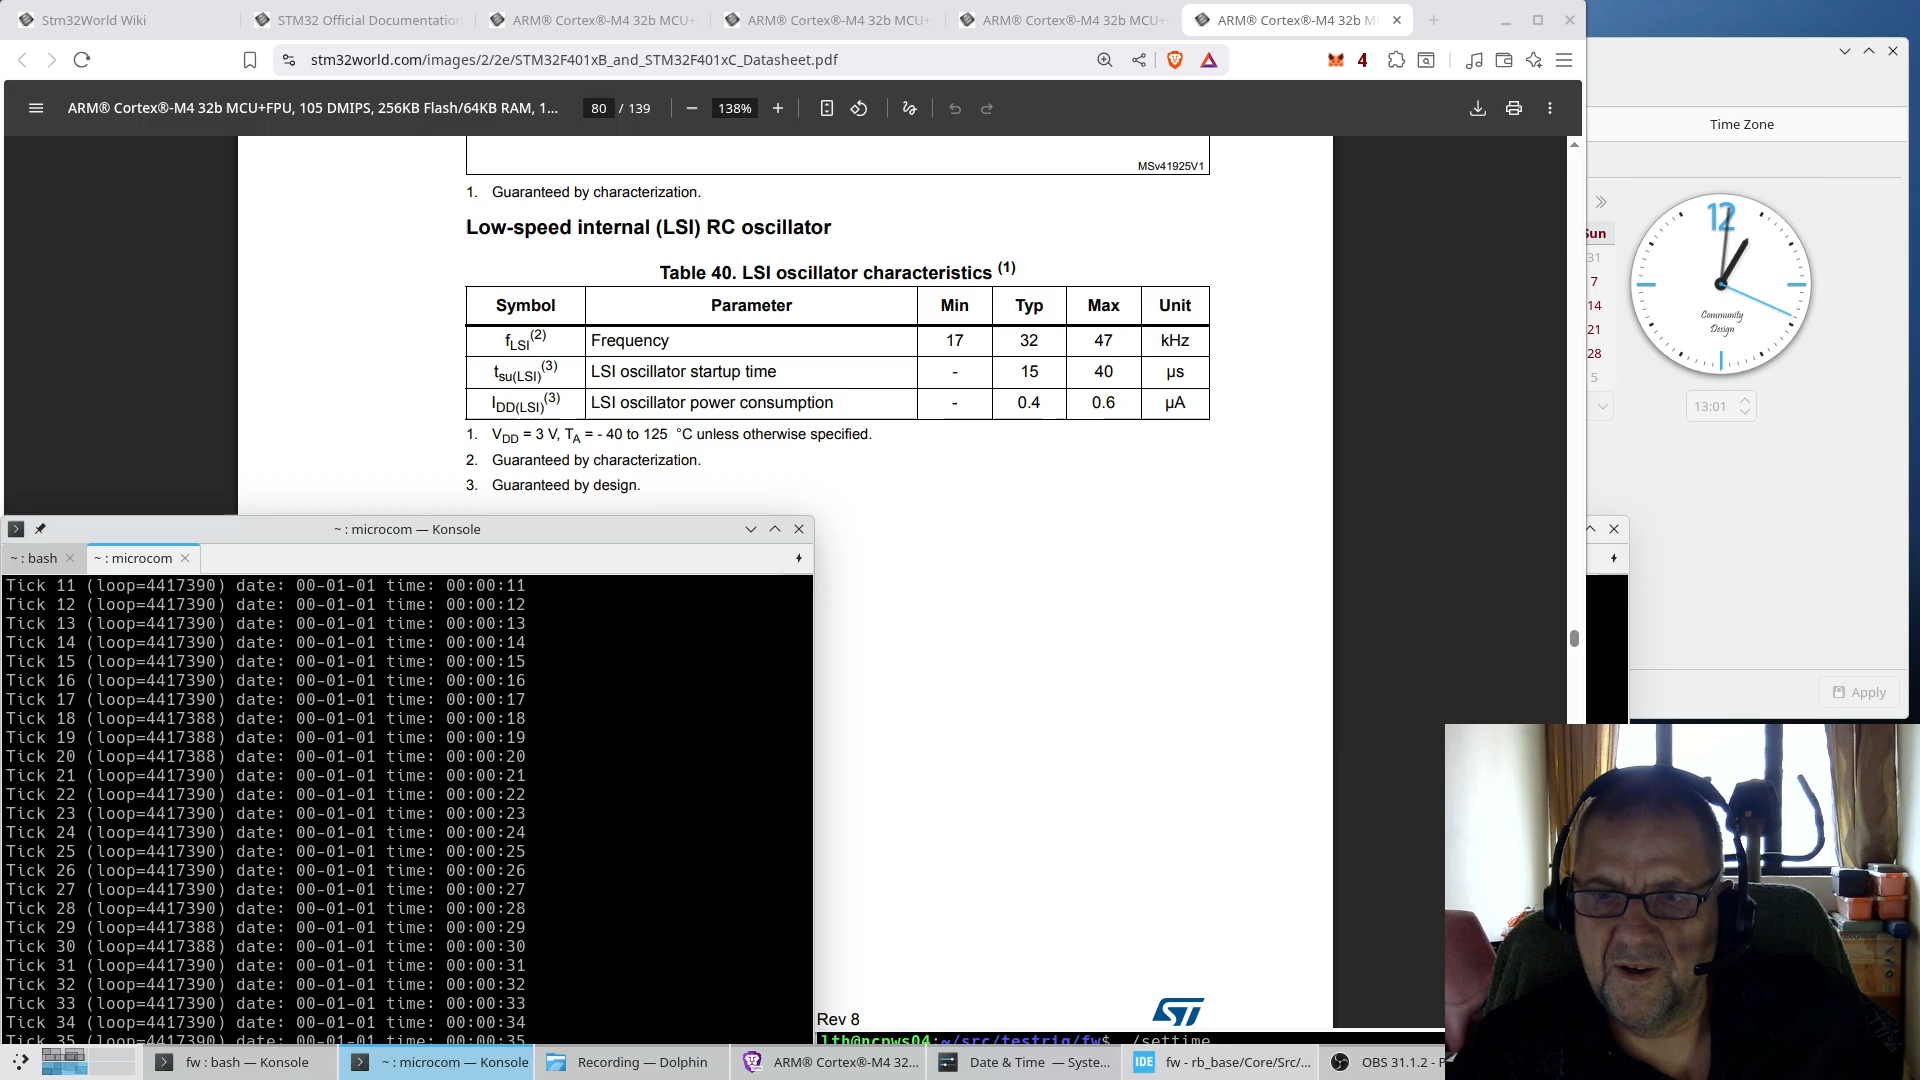 Stm32World Wiki
STM32 Official Documentation
ARM® Cortex®-M4 32b MCU+
ARM® Cortex®-M4 32b MCU+
ARM® Cortex®-M4 32b MCU+
ARM® Cortex®-M4 32b M
stm32world.com/images/2/2e/STM32F401xB_and_STM32F401xC_Datasheet.pdf
4
ARM® Cortex®-M4 32b MCU+FPU, 105 DMIPS, 256KB Flash/64KB RAM, 1...
80 / 139
138%
MSv41925V1
1. Guaranteed by characterization.
Low-speed internal (LSI) RC oscillator
Table 40. LSI oscillator characteristics (1)
Symbol Parameter Min Typ Max Unit
fLSI(2) Frequency 17 32 47 kHz
tsu(LSI)(3) LSI oscillator startup time - 15 40 µs
IDD(LSI)(3) LSI oscillator power consumption - 0.4 0.6 µA
1. VDD = 3 V, TA = - 40 to 125 °C unless otherwise specified.
2. Guaranteed by characterization.
3. Guaranteed by design.
Rev 8
ST
Time Zone
Sun
31
7
14
21
28
5
12
Community
Design
13:01
Apply
~ : microcom — Konsole
~ : bash
~ : microcom
Tick 11 (loop=4417390) date: 00-01-01 time: 00:00:11
Tick 12 (loop=4417390) date: 00-01-01 time: 00:00:12
Tick 13 (loop=4417390) date: 00-01-01 time: 00:00:13
Tick 14 (loop=4417390) date: 00-01-01 time: 00:00:14
Tick 15 (loop=4417390) date: 00-01-01 time: 00:00:15
Tick 16 (loop=4417390) date: 00-01-01 time: 00:00:16
Tick 17 (loop=4417390) date: 00-01-01 time: 00:00:17
Tick 18 (loop=4417388) date: 00-01-01 time: 00:00:18
Tick 19 (loop=4417388) date: 00-01-01 time: 00:00:19
Tick 20 (loop=4417388) date: 00-01-01 time: 00:00:20
Tick 21 (loop=4417390) date: 00-01-01 time: 00:00:21
Tick 22 (loop=4417390) date: 00-01-01 time: 00:00:22
Tick 23 (loop=4417390) date: 00-01-01 time: 00:00:23
Tick 24 (loop=4417390) date: 00-01-01 time: 00:00:24
Tick 25 (loop=4417390) date: 00-01-01 time: 00:00:25
Tick 26 (loop=4417390) date: 00-01-01 time: 00:00:26
Tick 27 (loop=4417390) date: 00-01-01 time: 00:00:27
Tick 28 (loop=4417390) date: 00-01-01 time: 00:00:28
Tick 29 (loop=4417388) date: 00-01-01 time: 00:00:29
Tick 30 (loop=4417388) date: 00-01-01 time: 00:00:30
Tick 31 (loop=4417390) date: 00-01-01 time: 00:00:31
Tick 32 (loop=4417390) date: 00-01-01 time: 00:00:32
Tick 33 (loop=4417390) date: 00-01-01 time: 00:00:33
Tick 34 (loop=4417390) date: 00-01-01 time: 00:00:34
Tick 35 (loop=4417390) date: 00-01-01 time: 00:00:35
lth@ncpws04:~/src/testrig/fw$ ./settime
fw : bash — Konsole
~ : microcom — Konsole
Recording — Dolphin
ARM® Cortex®-M4 32...
Date & Time — Syste...
IDE
fw - rb_base/Core/Src/...
OBS 31.1.2 - P